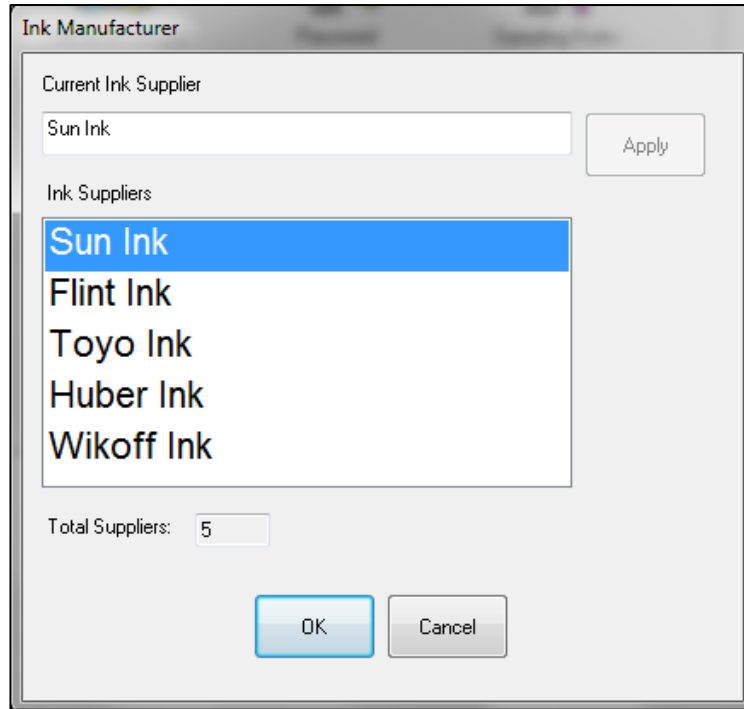 Ink Manufacturer
Current Ink Supplier
Sun Ink
Apply
Ink Suppliers
Sun Ink
Flint Ink
Toyo Ink
Huber Ink
Wikoff Ink
Total Suppliers: 5
OK Cancel